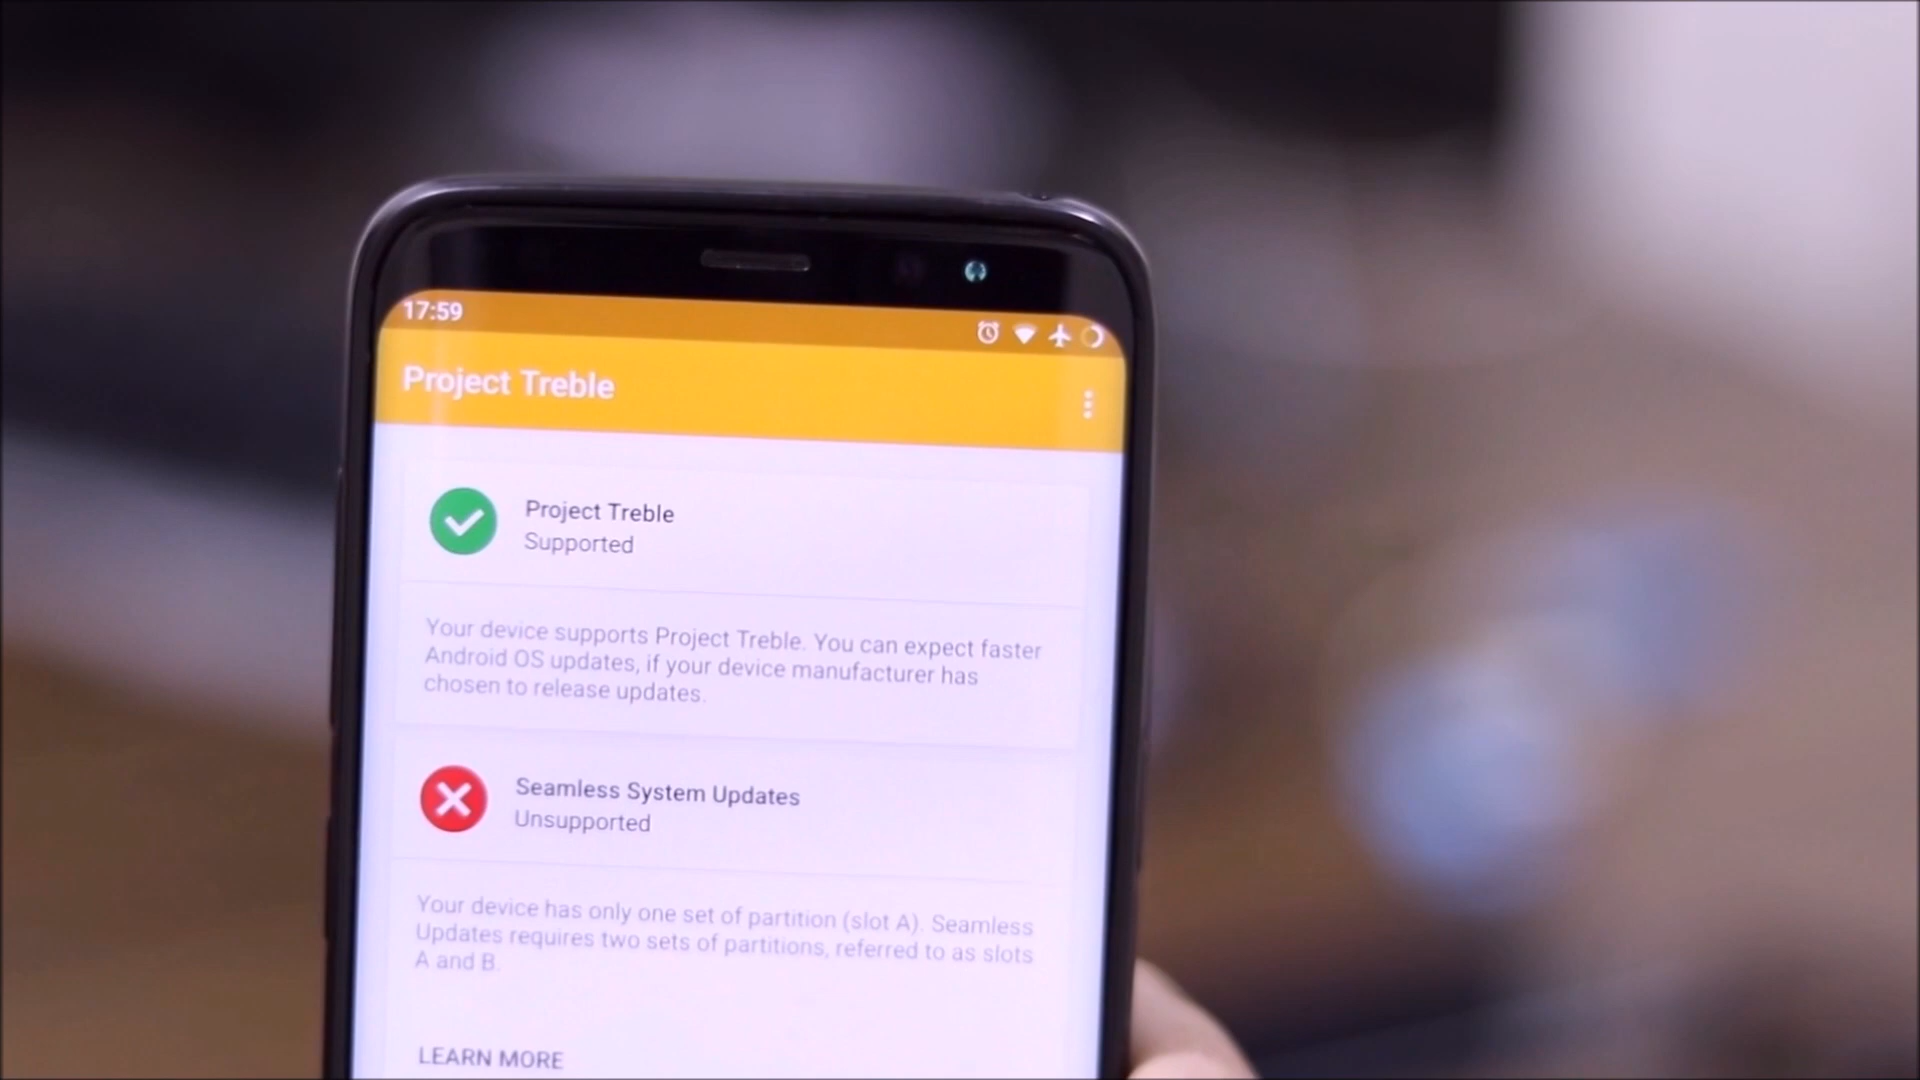 17:59
Project Treble
Project Treble
Supported
Your device supports Project Treble. You can expect faster
Android OS updates, if your device manufacturer has
chosen to release updates.
Seamless System Updates
Unsupported
Your device has only one set of partition (slot A). Seamless
Updates requires two sets of partitions, referred to as slots
A and B.
LEARN MORE